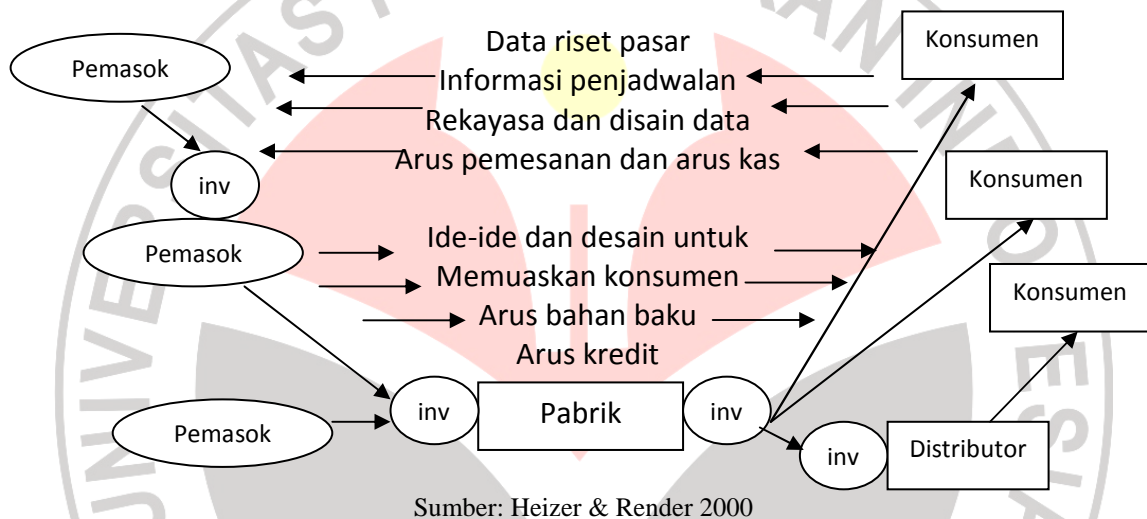 Pemasok
Data riset pasar
Informasi penjadwalan
Rekayasa dan disain data
Arus pemesanan dan arus kas
Konsumen
inv
Konsumen
Pemasok
Ide-ide dan desain untuk
Memuaskan konsumen
Arus bahan baku
Arus kredit
Konsumen
Pemasok
inv
Pabrik
inv
inv
Distributor
Sumber: Heizer & Render 2000